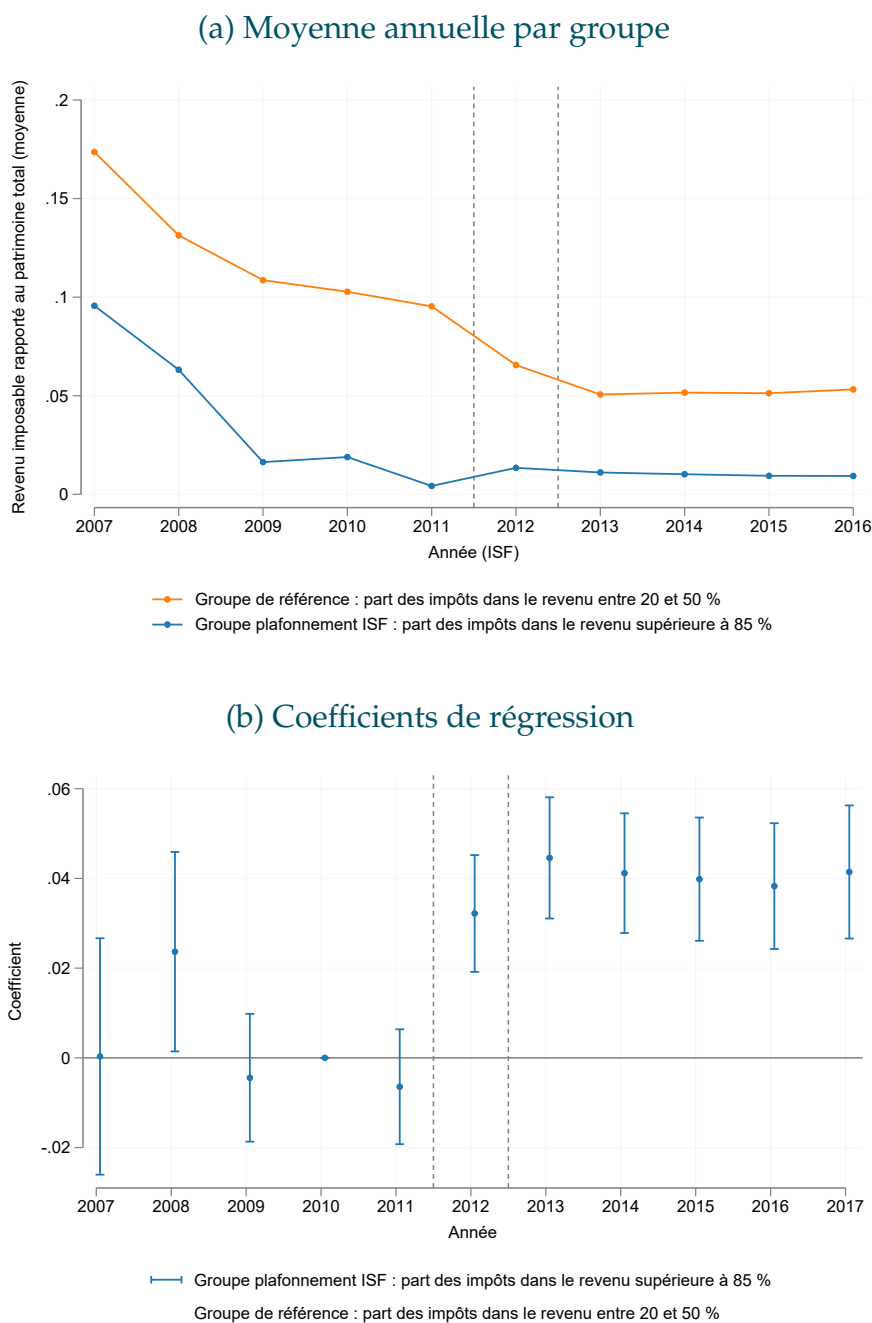 (a) Moyenne annuelle par groupe
Revenu imposable rapporté au patrimoine total (moyenne)
.2
.15
.1
.05
0
2007 2008 2009 2010 2011 2012 2013 2014 2015 2016
Année (ISF)
Groupe de référence : part des impôts dans le revenu entre 20 et 50 %
Groupe plafonnement ISF : part des impôts dans le revenu supérieure à 85 %
(b) Coefficients de régression
Coefficient
.06
.04
.02
0
-.02
2007 2008 2009 2010 2011 2012 2013 2014 2015 2016 2017
Année
Groupe plafonnement ISF : part des impôts dans le revenu supérieure à 85 %
Groupe de référence : part des impôts dans le revenu entre 20 et 50 %